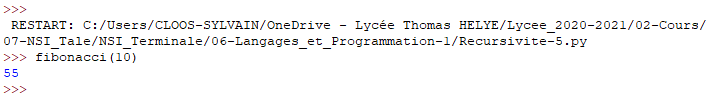 >>>
 RESTART: C:/Users/CLOOS-SYLVAIN/OneDrive - Lycée Thomas HELYE/Lycee_2020-2021/02-Cours/
07-NSI_Tale/NSI_Terminale/06-Langages_et_Programmation-1/Recursivite-5.py
>>> fibonacci(10)
55
>>>